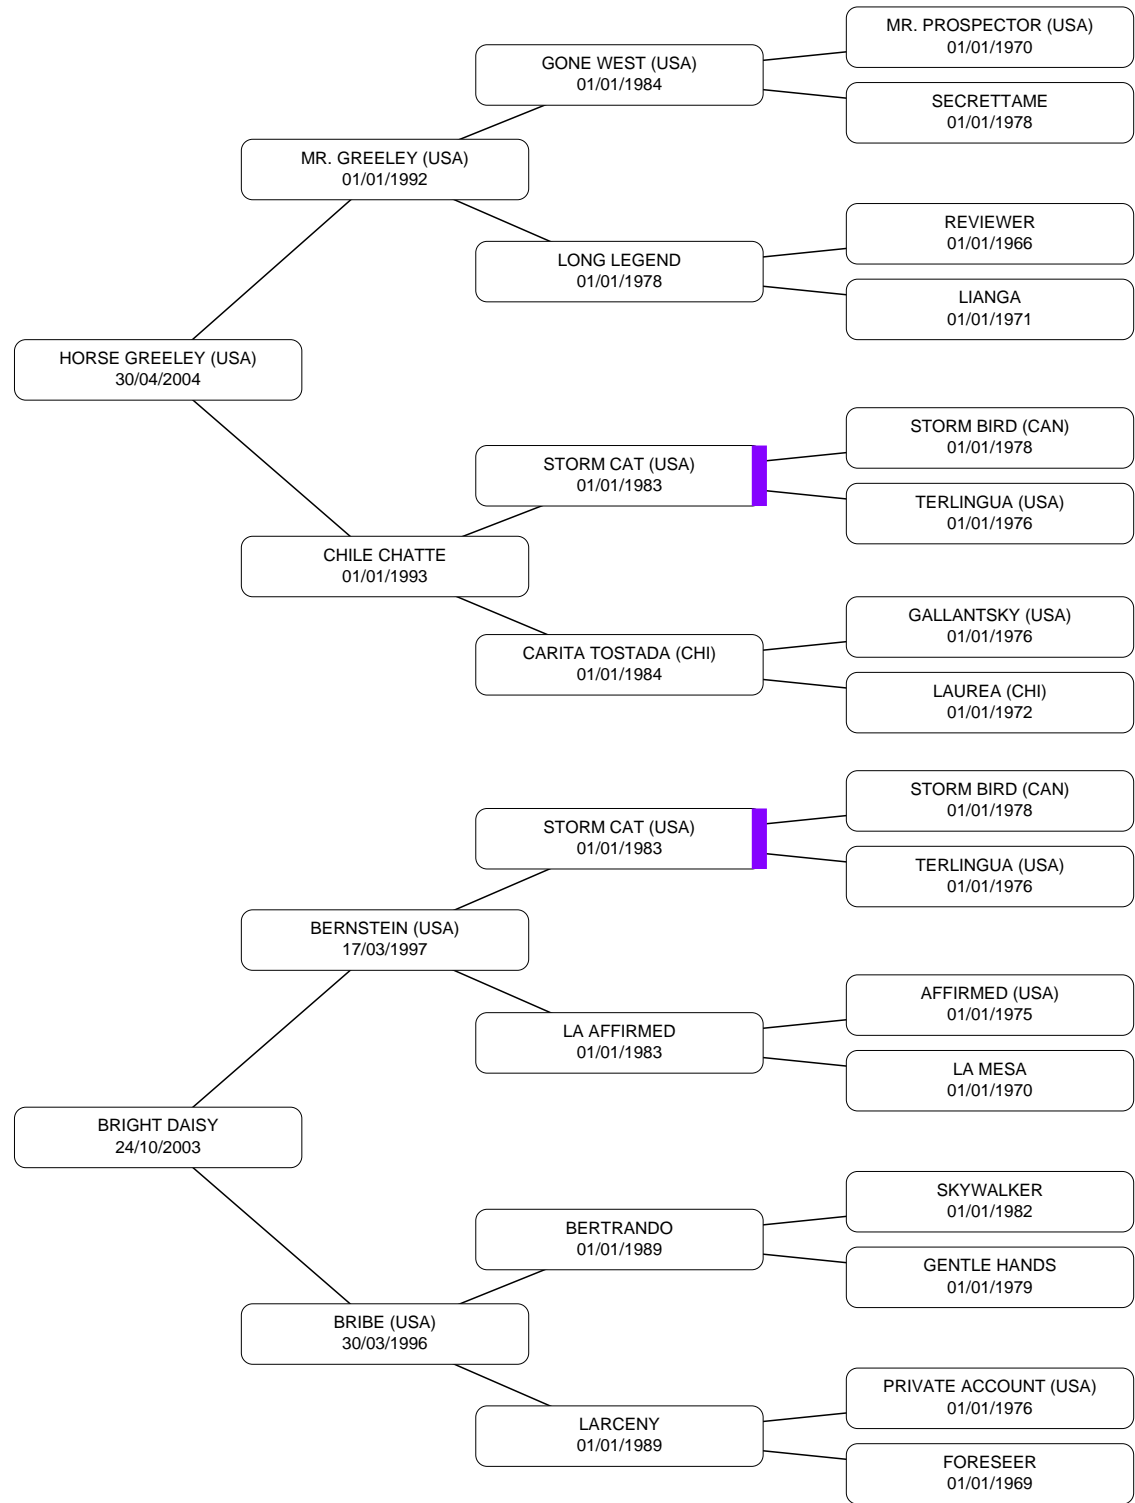 MR. PROSPECTOR (USA)
01/01/1970
GONE WEST (USA)
01/01/1984
SECRETTAME
01/01/1978
MR. GREELEY (USA)
01/01/1992
REVIEWER
01/01/1966
LONG LEGEND
01/01/1978
LIANGA
01/01/1971
HORSE GREELEY (USA)
30/04/2004
STORM BIRD (CAN)
01/01/1978
STORM CAT (USA)
01/01/1983
TERLINGUA (USA)
01/01/1976
CHILE CHATTE
01/01/1993
GALLANTSKY (USA)
01/01/1976
CARITA TOSTADA (CHI)
01/01/1984
LAUREA (CHI)
01/01/1972
STORM BIRD (CAN)
01/01/1978
STORM CAT (USA)
01/01/1983
TERLINGUA (USA)
01/01/1976
BERNSTEIN (USA)
17/03/1997
AFFIRMED (USA)
01/01/1975
LA AFFIRMED
01/01/1983
LA MESA
01/01/1970
BRIGHT DAISY
24/10/2003
SKYWALKER
01/01/1982
BERTRANDO
01/01/1989
GENTLE HANDS
01/01/1979
BRIBE (USA)
30/03/1996
PRIVATE ACCOUNT (USA)
01/01/1976
LARCENY
01/01/1989
FORESEER
01/01/1969